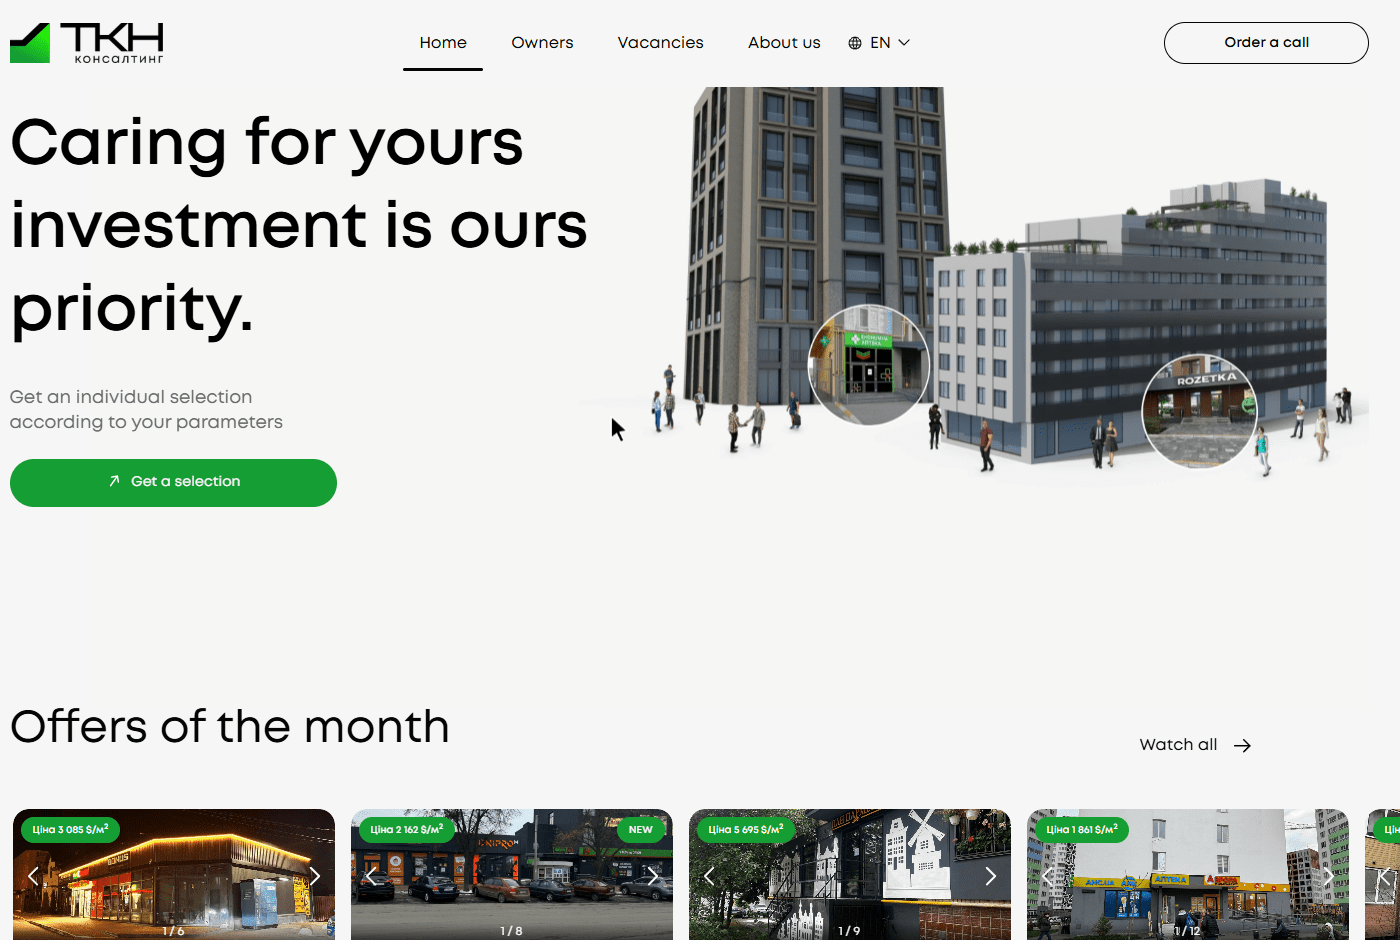 ТКН
консалтинг
Home
Owners
Vacancies
About us
EN
Order a call
Caring for yours
investment is ours
priority.
Get an individual selection
according to your parameters
Get a selection
ROZETKA
АПТЕКА
Offers of the month
Watch all
Ціна 3 085 $/м²
1 / 6
Ціна 2 162 $/м²
NEW
1 / 8
Ціна 5 695 $/м²
1 / 9
Ціна 1 861 $/м²
АПТЕКА
1 / 12
Цін